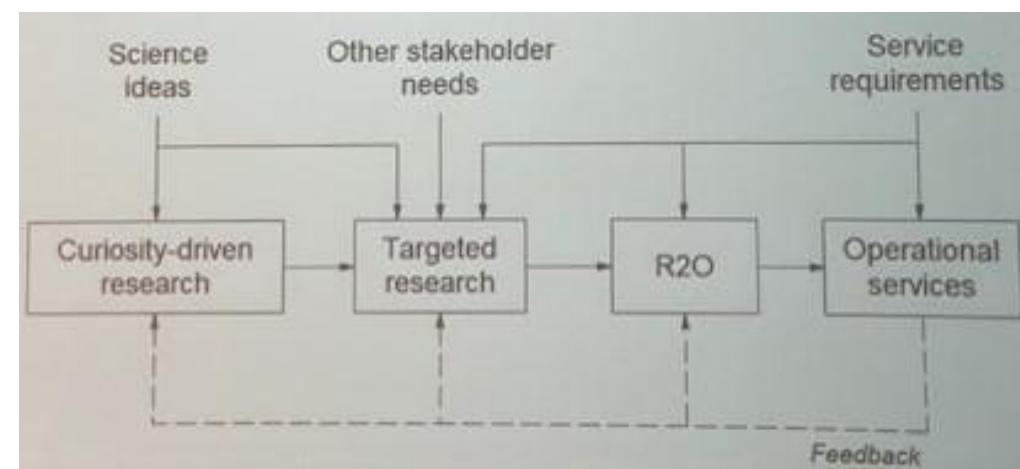 Science
ideas
Other stakeholder
needs
Service
requirements
Curiosity-driven
research
Targeted
research
R2O
Operational
services
Feedback